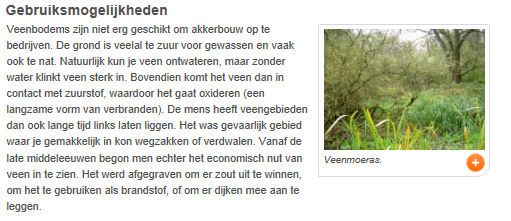 Gebruiksmogelijkheden
Veenbodems zijn niet erg geschikt om akkerbouw op te
bedrijven. De grond is veelal te zuur voor gewassen en vaak
ook te nat. Natuurlijk kun je veen ontwateren, maar zonder
water klinkt veen sterk in. Bovendien komt het veen dan in
contact met zuurstof, waardoor het gaat oxideren (een
langzame vorm van verbranden). De mens heeft veengebieden
dan ook lange tijd links laten liggen. Het was gevaarlijk gebied
waar je gemakkelijk in kon wegzakken of verdwalen. Vanaf de
late middeleeuwen begon men echter het economisch nut van
veen in te zien. Het werd afgegraven om er zout uit te winnen,
om het te gebruiken als brandstof, of om er dijken mee aan te
leggen.
Veenmoeras.